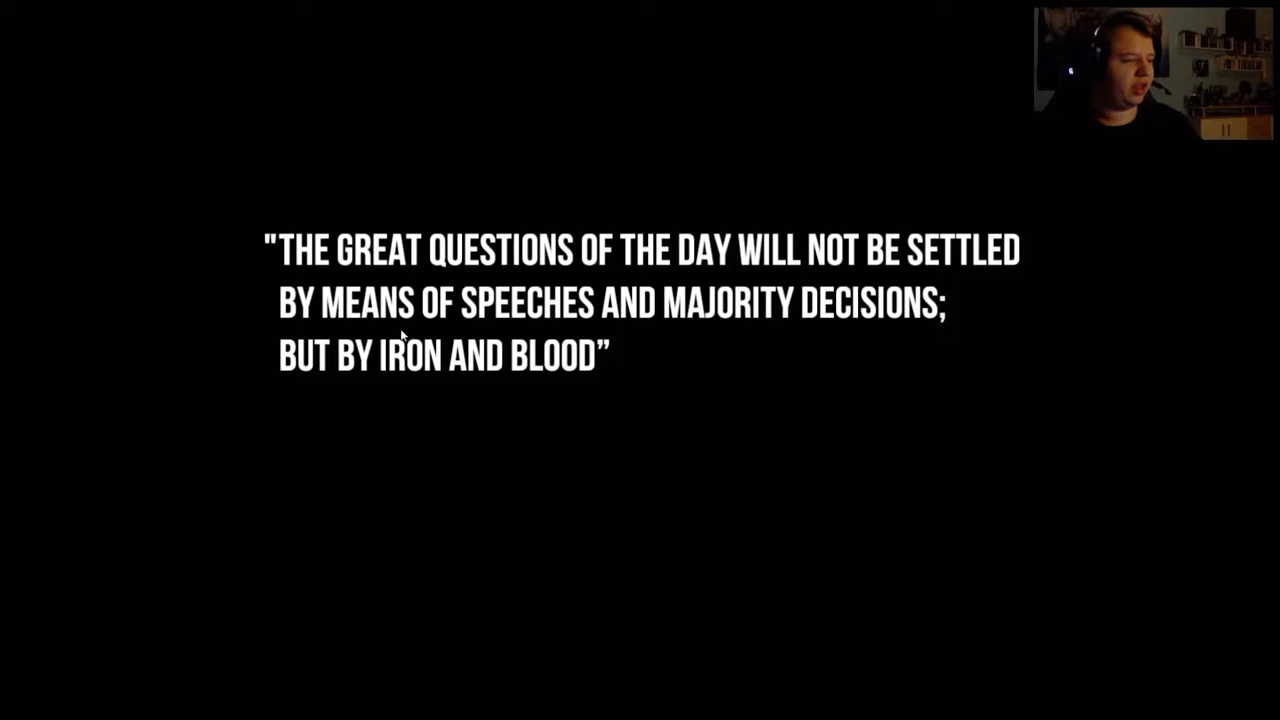 "THE GREAT QUESTIONS OF THE DAY WILL NOT BE SETTLED
BY MEANS OF SPEECHES AND MAJORITY DECISIONS;
BUT BY IRON AND BLOOD”